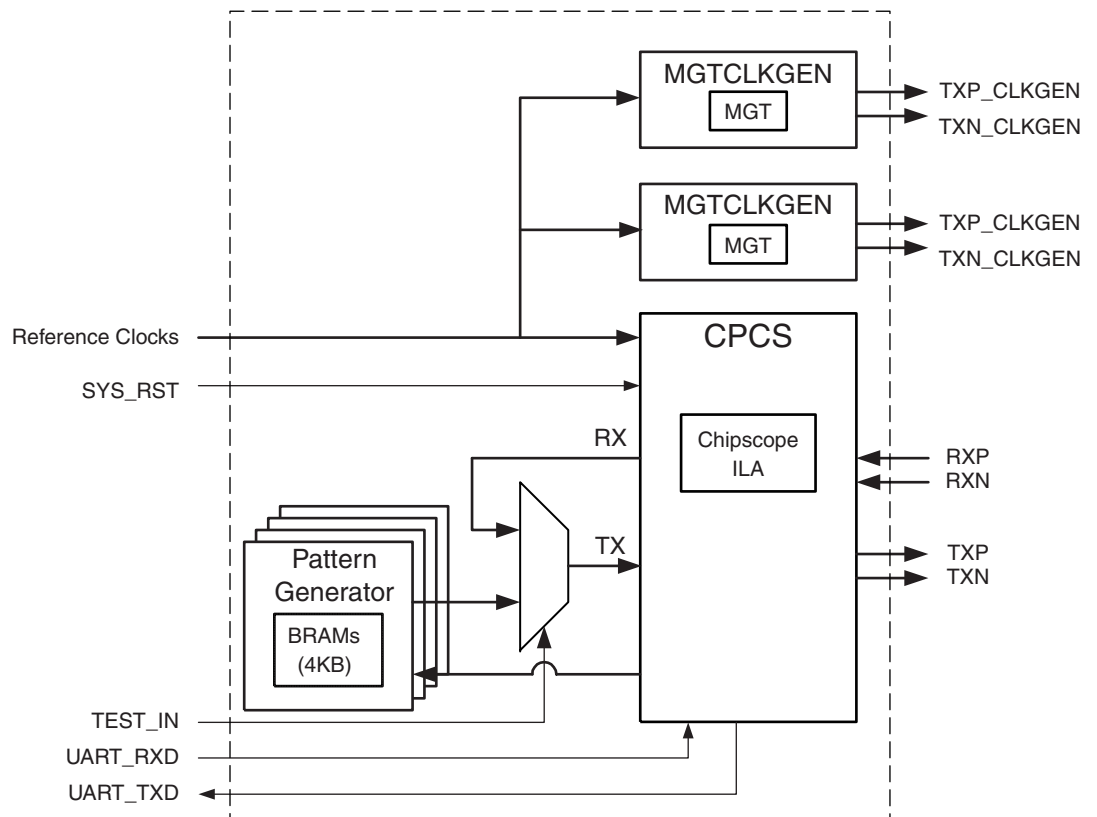 MGTCLKGEN
MGT
TXP_CLKGEN
TXN_CLKGEN
MGTCLKGEN
MGT
TXP_CLKGEN
TXN_CLKGEN
Reference Clocks
CPCS
SYS_RST
RX
Chipscope
ILA
RXP
RXN
TX
TXP
TXN
Pattern
Generator
BRAMs
(4KB)
TEST_IN
UART_RXD
UART_TXD